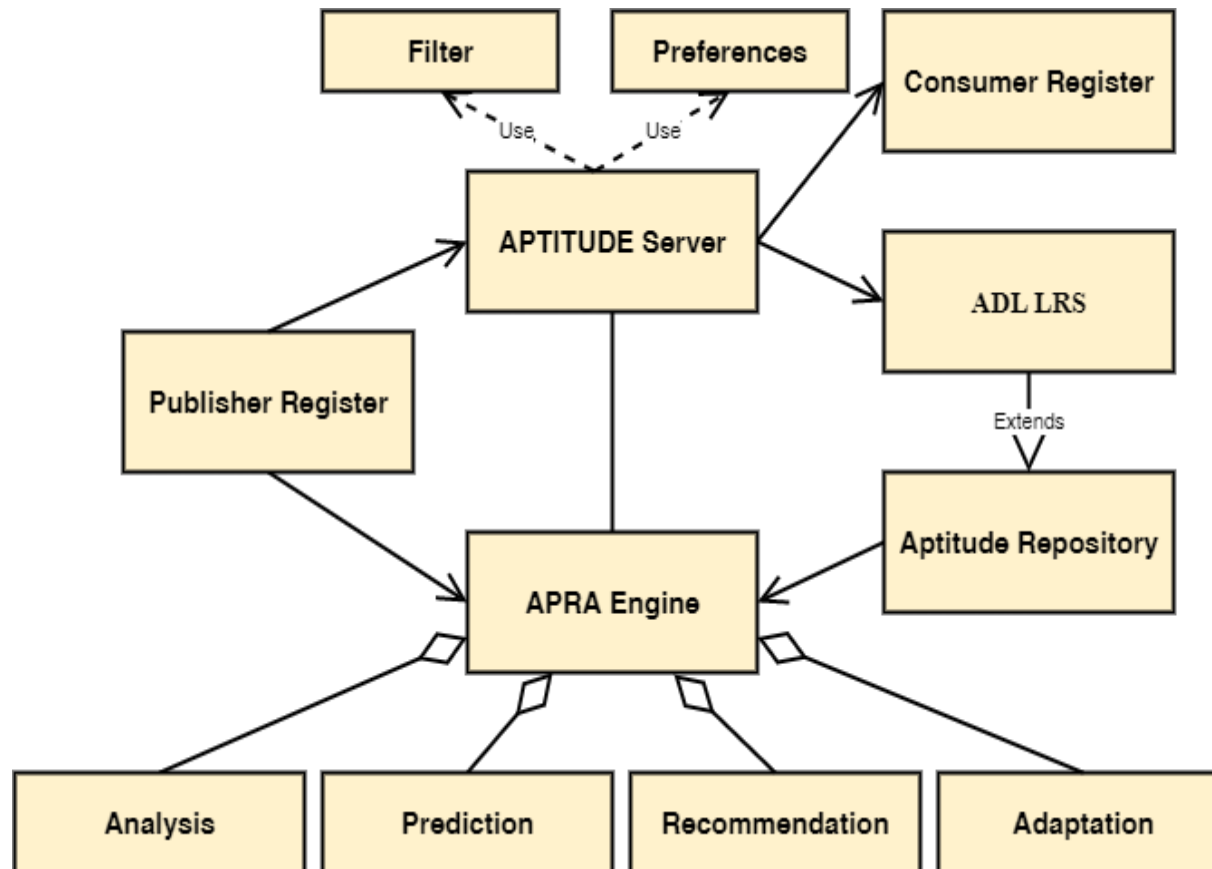 Filter
Preferences
Consumer Register
Use
Use
APTITUDE Server
ADL LRS
Publisher Register
Extends
Aptitude Repository
APRA Engine
Analysis
Prediction
Recommendation
Adaptation